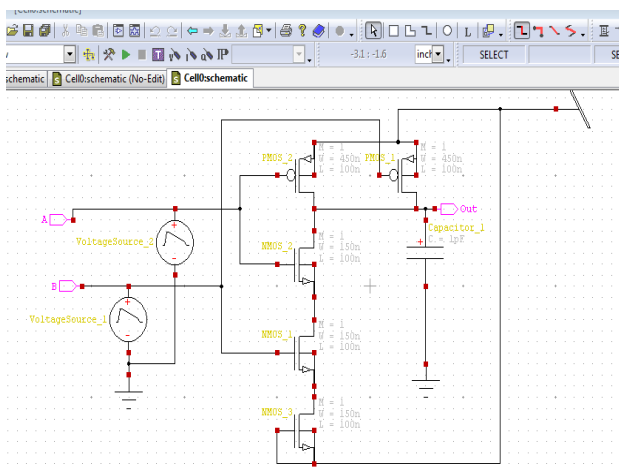 [Cell0:schematic]
L
-3.1 : -1.6
inch
SELECT
schematic
Cell0:schematic (No-Edit)
Cell0:schematic
M = 1
W = 450n
L = 100n
PMOS_2
M = 1
W = 450n
L = 100n
PMOS_1
A
Out
Capacitor_1
C = 1pF
VoltageSource_2
M = 1
W = 150n
L = 100n
NMOS_2
B
VoltageSource_1
M = 1
W = 150n
L = 100n
NMOS_1
M = 1
W = 150n
L = 100n
NMOS_3